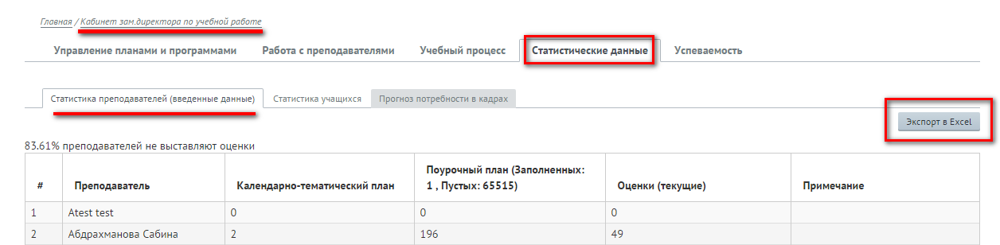 Главная / Кабинет зам.директора по учебной работе
Управление планами и программами Работа с преподавателями Учебный процесс Статистические данные Успеваемость
Статистика преподавателей (введенные данные) Статистика учащихся Прогноз потребности в кадрах
Экспорт в Excel
83.61% преподавателей не выставляют оценки
# Преподаватель Календарно-тематический план Поурочный план (Заполненных: 1 , Пустых: 65515) Оценки (текущие) Примечание
1 Atest test 0 0 0
2 Абдрахманова Сабина 2 196 49